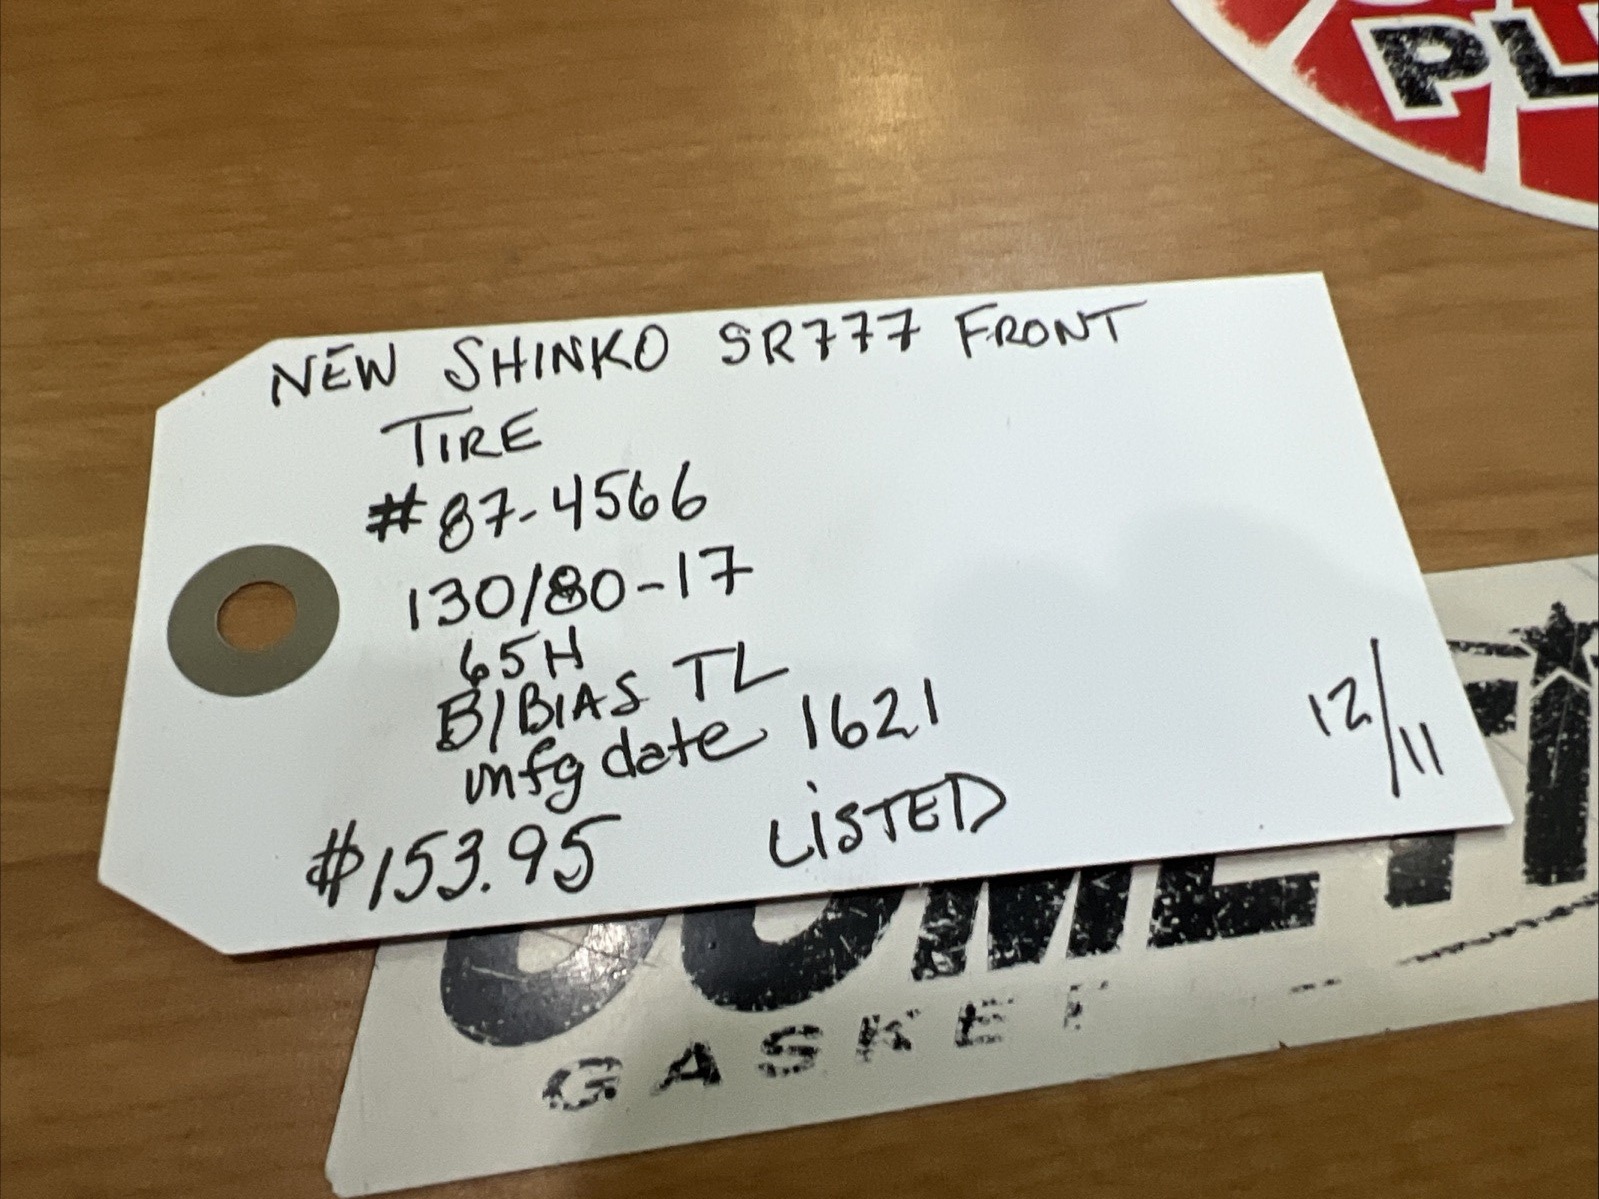 NEW SHINKO SR777 FRONT
TIRE
#87-4566
130/80-17
65H
B/BIAS TL
mfg date 1621
$153.95 LISTED
12/11
PL
GASKET